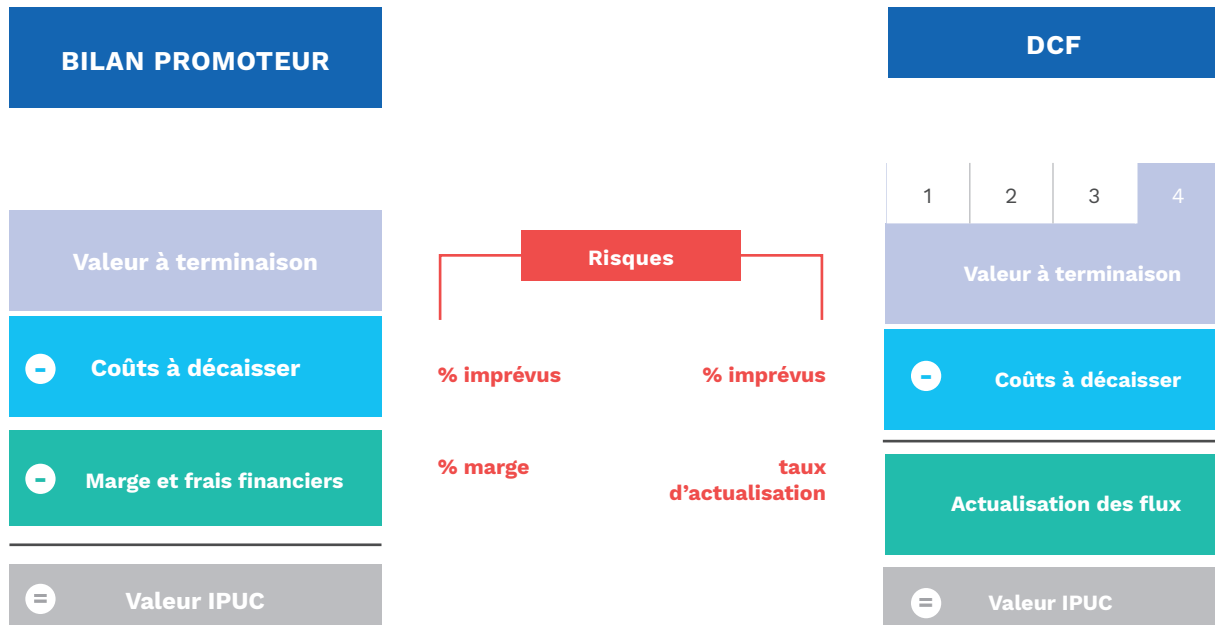 BILAN PROMOTEUR
Valeur à terminaison
- Coûts à décaisser
- Marge et frais financiers
= Valeur IPUC
Risques
% imprévus
% marge
% imprévus
taux
d’actualisation
DCF
1 2 3 4
Valeur à terminaison
- Coûts à décaisser
Actualisation des flux
= Valeur IPUC